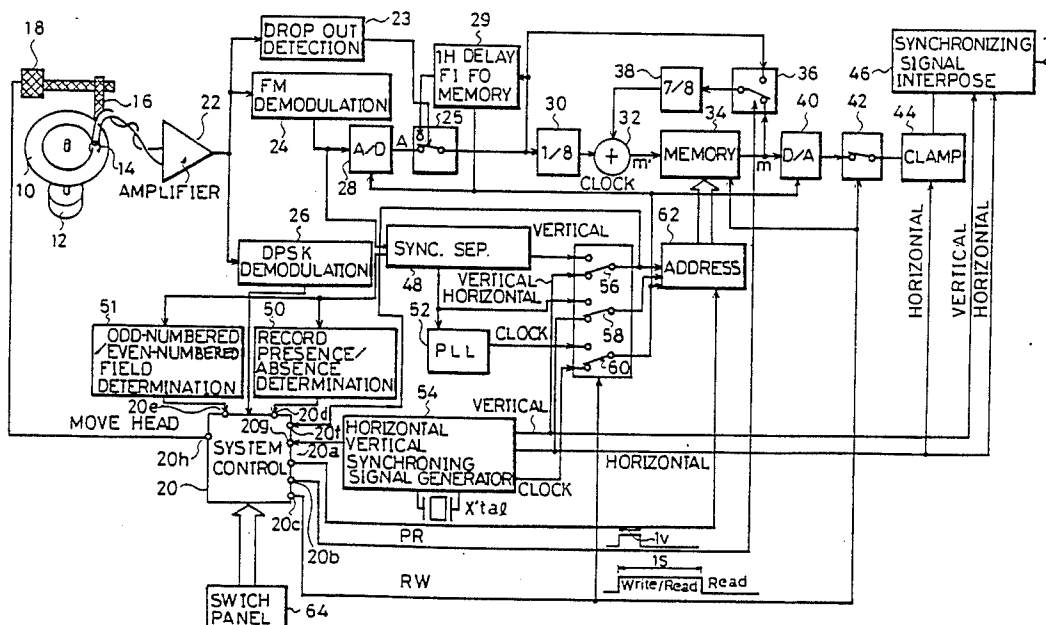 18
16
10
14
12
22
AMPLIFIER
23
DROP OUT
DETECTION
FM DEMODULATION
24
29
1H DELAY
FI FO
MEMORY
25
A/D
28
A
B
30
1/8
38
7/8
32
+
m'
CLOCK
34
MEMORY
m
36
40
D/A
42
44
CLAMP
46
SYNCHRONIZING
SIGNAL
INTERPOSE
26
DPSK
DEMODULATION
SYNC. SEP.
48
VERTICAL
VERTICAL
HORIZONTAL
52
PLL
CLOCK
56
58
60
62
ADDRESS
HORIZONTAL
VERTICAL
HORIZONTAL
51
ODD-NUMBERED
/EVEN-NUMBERED
FIELD
DETERMINATION
50
RECORD
PRESENCE/
ABSENCE
DETERMINATION
20e
20d
MOVE HEAD
20h
20g
20f
20a
SYSTEM
CONTROL
20
20c
20b
54
HORIZONTAL
VERTICAL
SYNCHRONING
SIGNAL GENERATOR
VERTICAL
HORIZONTAL
CLOCK
X'tal
PR
1v
RW
1S
Write/Read
Read
SWICH
PANEL
64